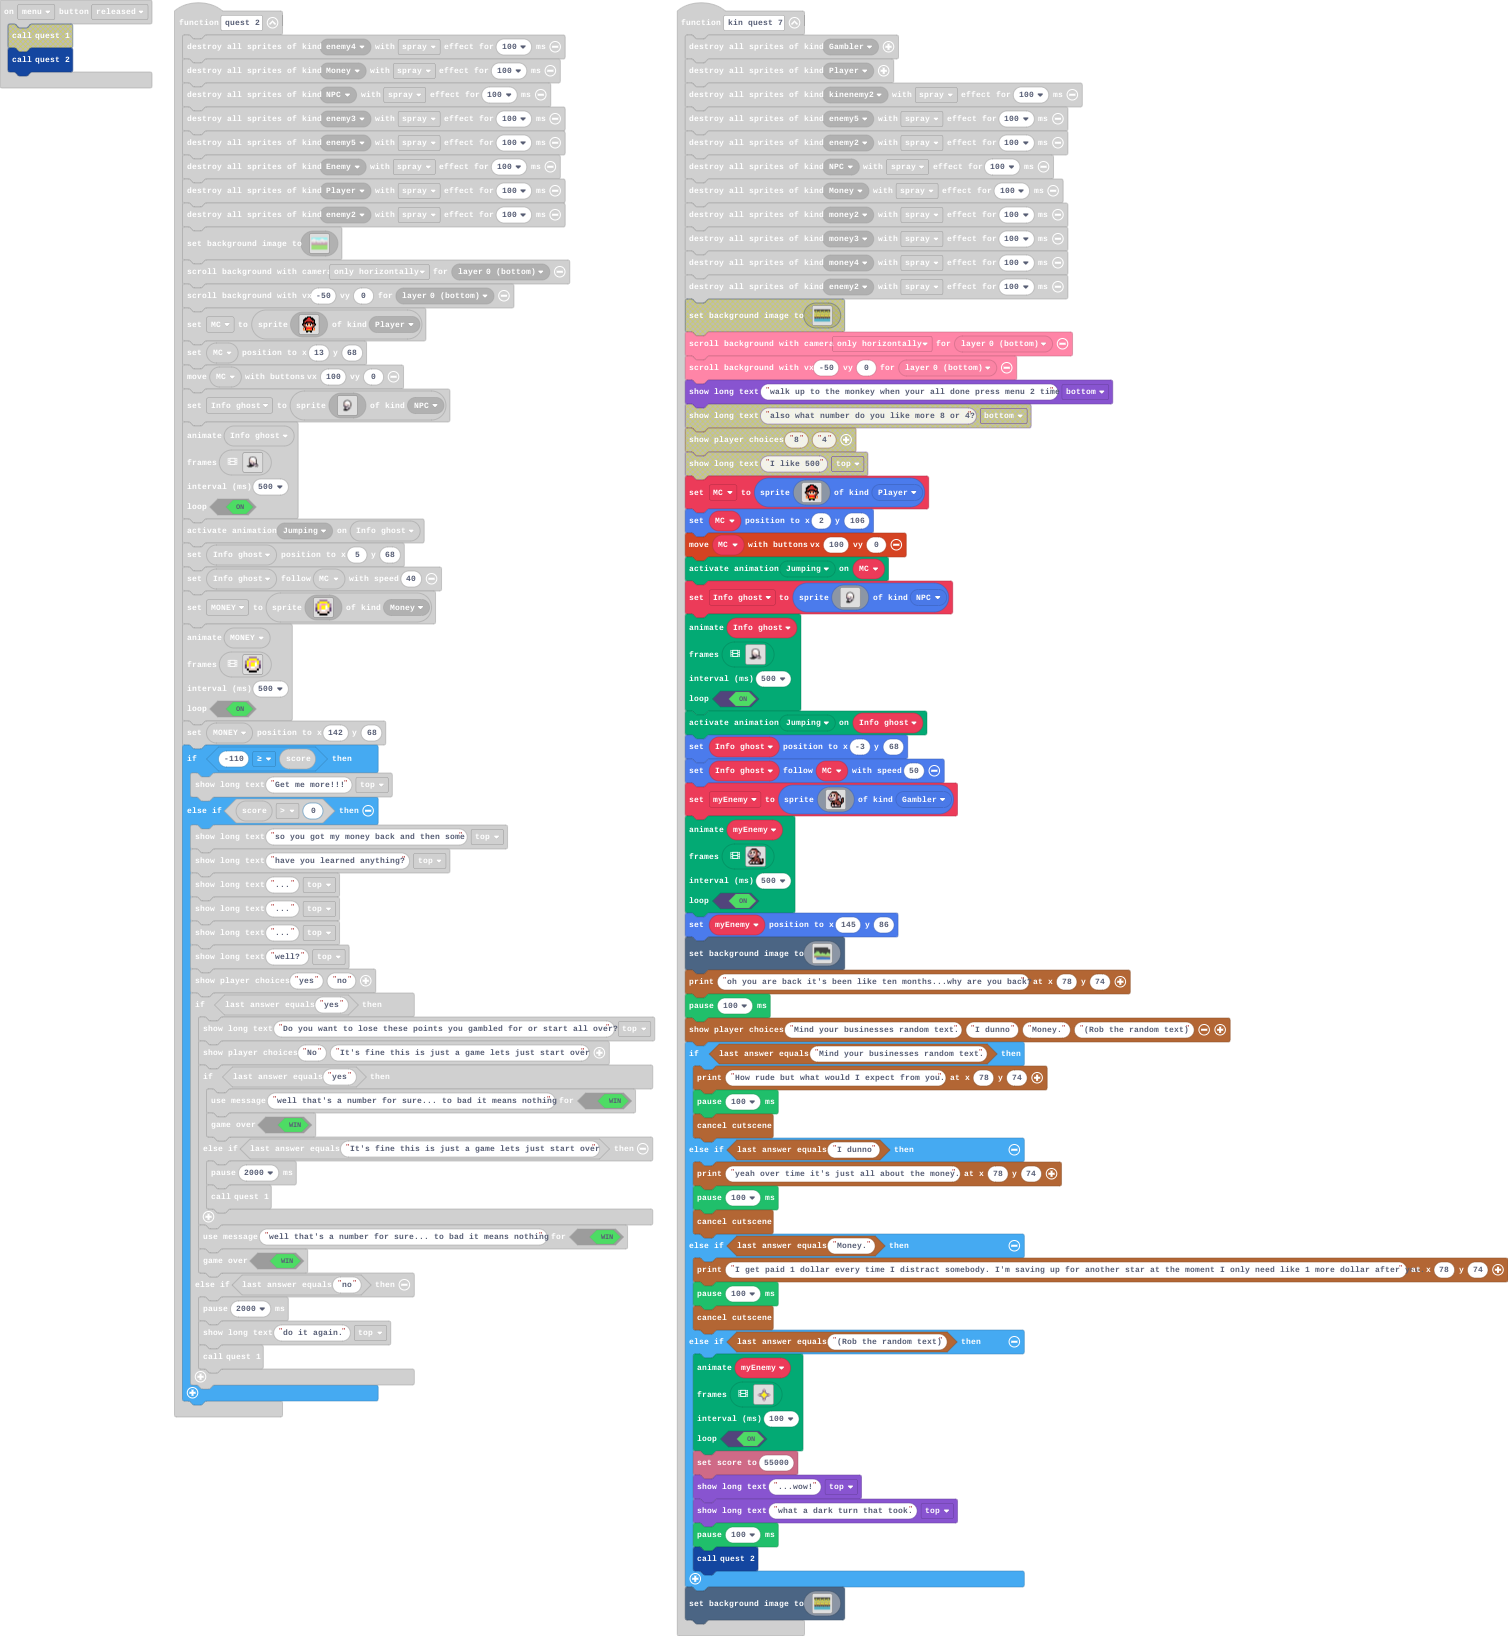 on menu button released
call quest 1
call quest 2
function quest 2
destroy all sprites of kind enemy4 with spray effect for 100 ms
destroy all sprites of kind Money with spray effect for 100 ms
destroy all sprites of kind NPC with spray effect for 100 ms
destroy all sprites of kind enemy3 with spray effect for 100 ms
destroy all sprites of kind enemy5 with spray effect for 100 ms
destroy all sprites of kind Enemy with spray effect for 100 ms
destroy all sprites of kind Player with spray effect for 100 ms
destroy all sprites of kind enemy2 with spray effect for 100 ms
set background image to
scroll background with camera only horizontally for layer 0 (bottom)
scroll background with vx -50 vy 0 for layer 0 (bottom)
set MC to sprite of kind Player
set MC position to x 13 y 68
move MC with buttons vx 100 vy 0
set Info ghost to sprite of kind NPC
animate Info ghost
frames
interval (ms) 500
loop ON
activate animation Jumping on Info ghost
set Info ghost position to x 5 y 68
set Info ghost follow MC with speed 40
set MONEY to sprite of kind Money
animate MONEY
frames
interval (ms) 500
loop ON
set MONEY position to x 142 y 68
if -110 ≥ score then
show long text "Get me more!!!" top
else if score > 0 then
show long text "so you got my money back and then some" top
show long text "have you learned anything?" top
show long text "..." top
show long text "..." top
show long text "..." top
show long text "well?" top
show player choices "yes" "no"
if last answer equals "yes" then
show long text "Do you want to lose these points you gambled for or start all over?" top
show player choices "No" "It's fine this is just a game lets just start over"
if last answer equals "yes" then
use message "well that's a number for sure... to bad it means nothing" for WIN
game over WIN
else if last answer equals "It's fine this is just a game lets just start over" then
pause 2000 ms
call quest 1
use message "well that's a number for sure... to bad it means nothing" for WIN
game over WIN
else if last answer equals "no" then
pause 2000 ms
show long text "do it again." top
call quest 1
function kin quest 7
destroy all sprites of kind Gambler
destroy all sprites of kind Player
destroy all sprites of kind kinenemy2 with spray effect for 100 ms
destroy all sprites of kind enemy5 with spray effect for 100 ms
destroy all sprites of kind enemy2 with spray effect for 100 ms
destroy all sprites of kind NPC with spray effect for 100 ms
destroy all sprites of kind Money with spray effect for 100 ms
destroy all sprites of kind money2 with spray effect for 100 ms
destroy all sprites of kind money3 with spray effect for 100 ms
destroy all sprites of kind money4 with spray effect for 100 ms
destroy all sprites of kind enemy2 with spray effect for 100 ms
set background image to
scroll background with camera only horizontally for layer 0 (bottom)
scroll background with vx -50 vy 0 for layer 0 (bottom)
show long text "walk up to the monkey when your all done press menu 2 time bottom
show long text "also what number do you like more 8 or 4?" bottom
show player choices "8" "4"
show long text "I like 500" top
set MC to sprite of kind Player
set MC position to x 2 y 106
move MC with buttons vx 100 vy 0
activate animation Jumping on MC
set Info ghost to sprite of kind NPC
animate Info ghost
frames
interval (ms) 500
loop ON
activate animation Jumping on Info ghost
set Info ghost position to x -3 y 68
set Info ghost follow MC with speed 50
set myEnemy to sprite of kind Gambler
animate myEnemy
frames
interval (ms) 500
loop ON
set myEnemy position to x 145 y 86
set background image to
print "oh you are back it's been like ten months...why are you back" at x 78 y 74
pause 100 ms
show player choices "Mind your businesses random text." "I dunno" "Money." "(Rob the random text)"
if last answer equals "Mind your businesses random text." then
print "How rude but what would I expect from you." at x 78 y 74
pause 100 ms
cancel cutscene
else if last answer equals "I dunno" then
print "yeah over time it's just all about the money." at x 78 y 74
pause 100 ms
cancel cutscene
else if last answer equals "Money." then
print "I get paid 1 dollar every time I distract somebody. I'm saving up for another star at the moment I only need like 1 more dollar after" at x 78 y 74
pause 100 ms
cancel cutscene
else if last answer equals "(Rob the random text)" then
animate myEnemy
frames
interval (ms) 100
loop ON
set score to 55000
show long text "...wow!" top
show long text "what a dark turn that took." top
pause 100 ms
call quest 2
set background image to